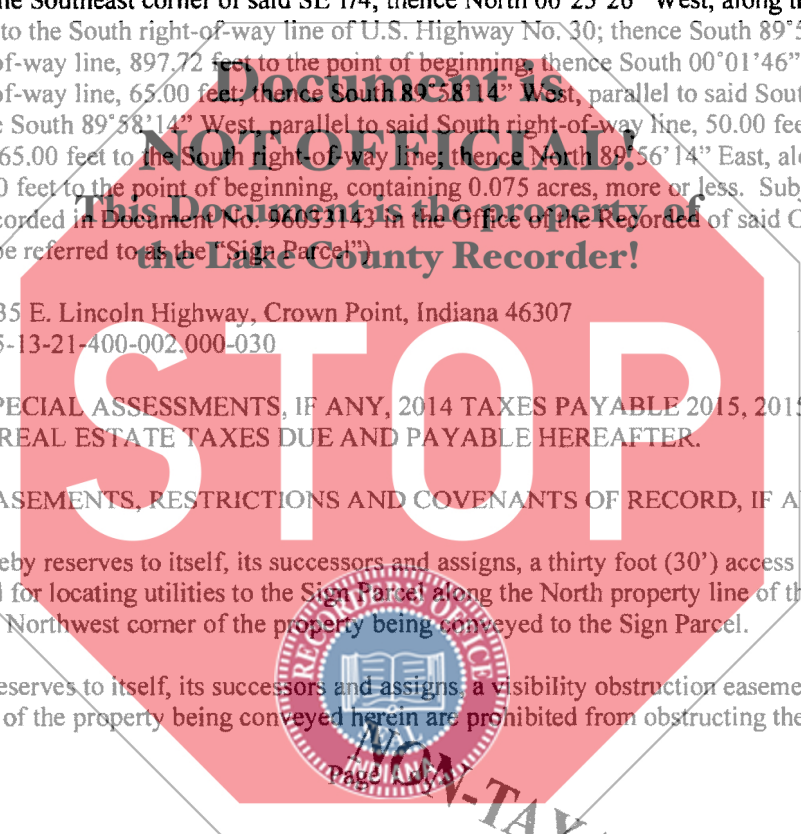 the Southeast corner of said SE 1/4; thence North 00°25'26" West, along th
to the South right-of-way line of U.S. Highway No. 30; thence South 89°5
of-way line, 897.72 feet to the point of beginning, thence South 00°01'46"
Document is
of-way line, 65.00 feet; thence South 89°58'14" West, parallel to said Sout
e South 89°58'14" West, parallel to said South right-of-way line, 50.00 fee
NOT OFFICIAL!
65.00 feet to the South right-of-way line; thence North 89°56'14" East, alo
0 feet to the point of beginning, containing 0.075 acres, more or less. Subj
This Document is the property of
corded in Document No. 96093143 in the Office of the Recorded of said C
be referred to as the "Sign Parcel")
the Lake County Recorder!
35 E. Lincoln Highway, Crown Point, Indiana 46307
5-13-21-400-002.000-030
STOP
PECIAL ASSESSMENTS, IF ANY, 2014 TAXES PAYABLE 2015, 2015
REAL ESTATE TAXES DUE AND PAYABLE HEREAFTER.
ASEMENTS, RESTRICTIONS AND COVENANTS OF RECORD, IF A
eby reserves to itself, its successors and assigns, a thirty foot (30') access
d for locating utilities to the Sign Parcel along the North property line of th
Northwest corner of the property being conveyed to the Sign Parcel.
RECORDERS OFFICE
eserves to itself, its successors and assigns, a visibility obstruction easeme
of the property being conveyed herein are prohibited from obstructing the
SEAL
INDIANA
Page
NON-TAX